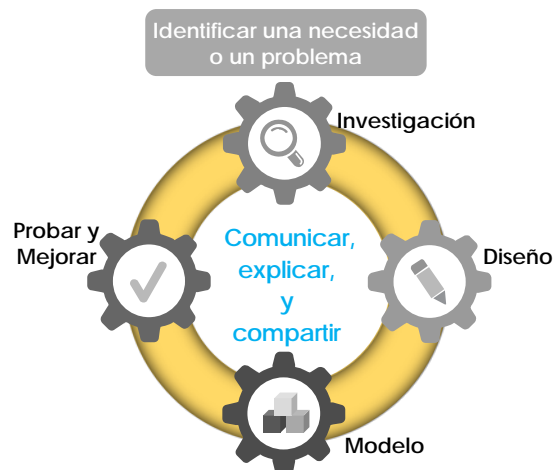 Identificar una necesidad
o un problema
Investigación
Diseño
Modelo
Probar y
Mejorar
Comunicar,
explicar,
y
compartir